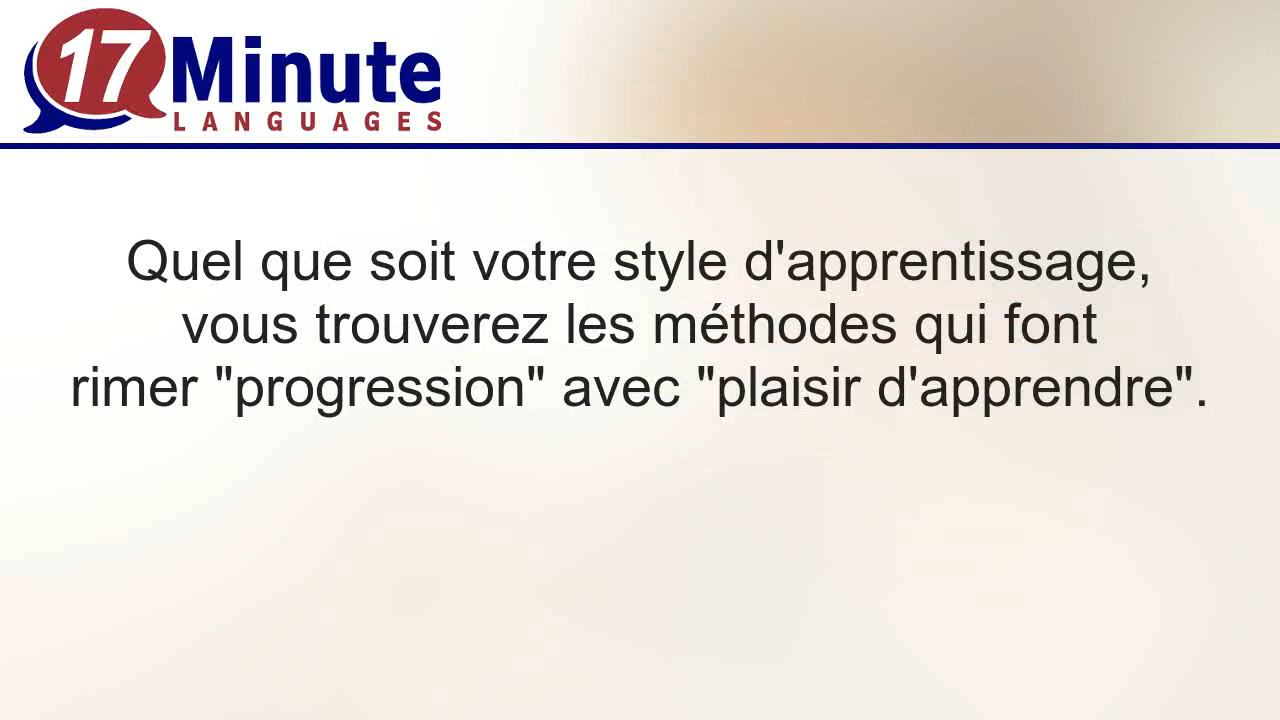 17 Minute
LANGUAGES
Quel que soit votre style d'apprentissage,
vous trouverez les méthodes qui font
rimer "progression" avec "plaisir d'apprendre".